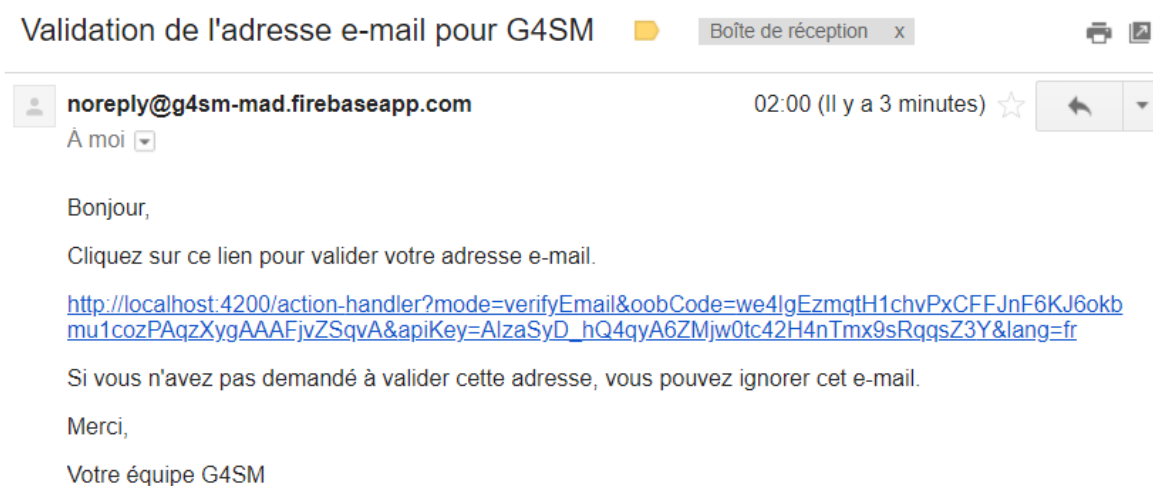 Validation de l'adresse e-mail pour G4SM Boîte de réception x
noreply@g4sm-mad.firebaseapp.com 02:00 (Il y a 3 minutes)
À moi
Bonjour,
Cliquez sur ce lien pour valider votre adresse e-mail.
http://localhost:4200/action-handler?mode=verifyEmail&oobCode=we4lgEzmqtH1chvPxCFFJnF6KJ6okb
mu1cozPAqzXygAAAFjvZSqvA&apiKey=AIzaSyD_hQ4qyA6ZMjw0tc42H4nTmx9sRqqsZ3Y&lang=fr
Si vous n'avez pas demandé à valider cette adresse, vous pouvez ignorer cet e-mail.
Merci,
Votre équipe G4SM